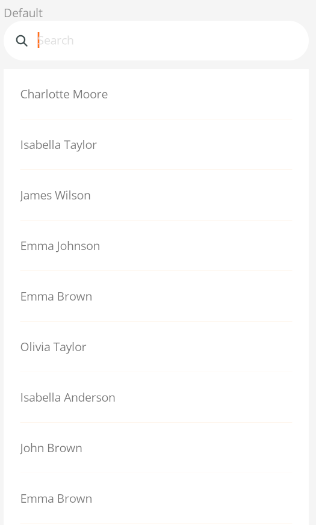 Default
Search
Charlotte Moore
Isabella Taylor
James Wilson
Emma Johnson
Emma Brown
Olivia Taylor
Isabella Anderson
John Brown
Emma Brown